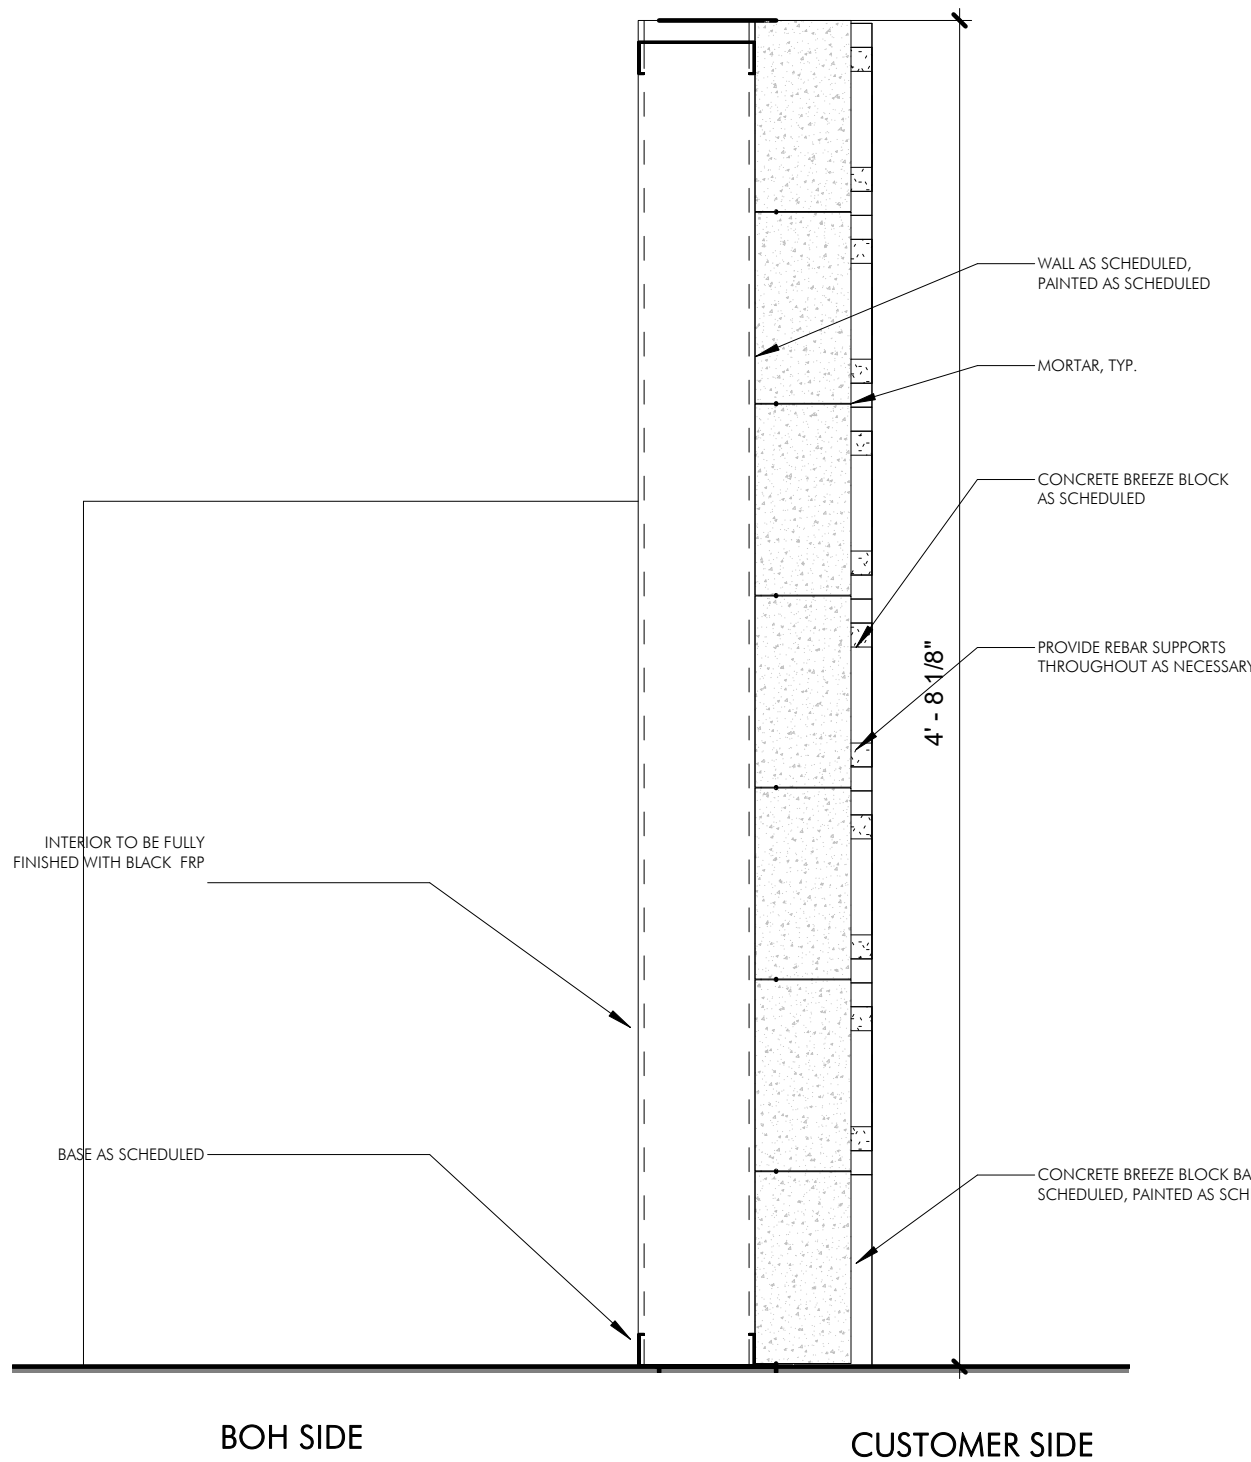 WALL AS SCHEDULED,
PAINTED AS SCHEDULED
MORTAR, TYP.
CONCRETE BREEZE BLOCK
AS SCHEDULED
4' - 8 1/8"
PROVIDE REBAR SUPPORTS
THROUGHOUT AS NECESSARY
INTERIOR TO BE FULLY
FINISHED WITH BLACK FRP
BASE AS SCHEDULED
CONCRETE BREEZE BLOCK BA
SCHEDULED, PAINTED AS SCH
BOH SIDE
CUSTOMER SIDE